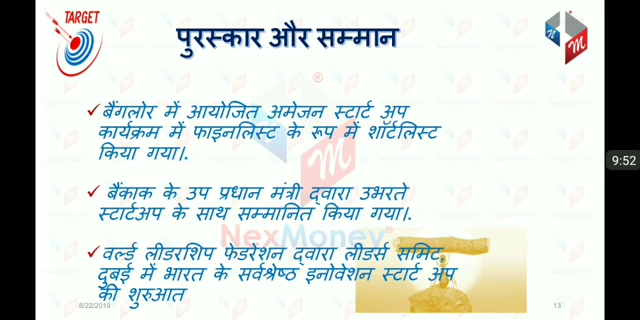 TARGET
पुरस्कार और सम्मान
बैंगलोर में आयोजित अमेजन स्टार्ट अप
कार्यक्रम में फाइनलिस्ट के रूप में शॉर्टलिस्ट
किया गया।.
बैंकाक के उप प्रधान मंत्री द्वारा उभरते
स्टार्टअप के साथ सम्मानित किया गया।.
NexMoney
वर्ल्ड लीडरशिप फेडरेशन द्वारा लीडर्स समिट
दुबई में भारत के सर्वश्रेष्ठ इनोवेशन स्टार्ट अप
की शुरुआत
8/22/2019
13
9:52